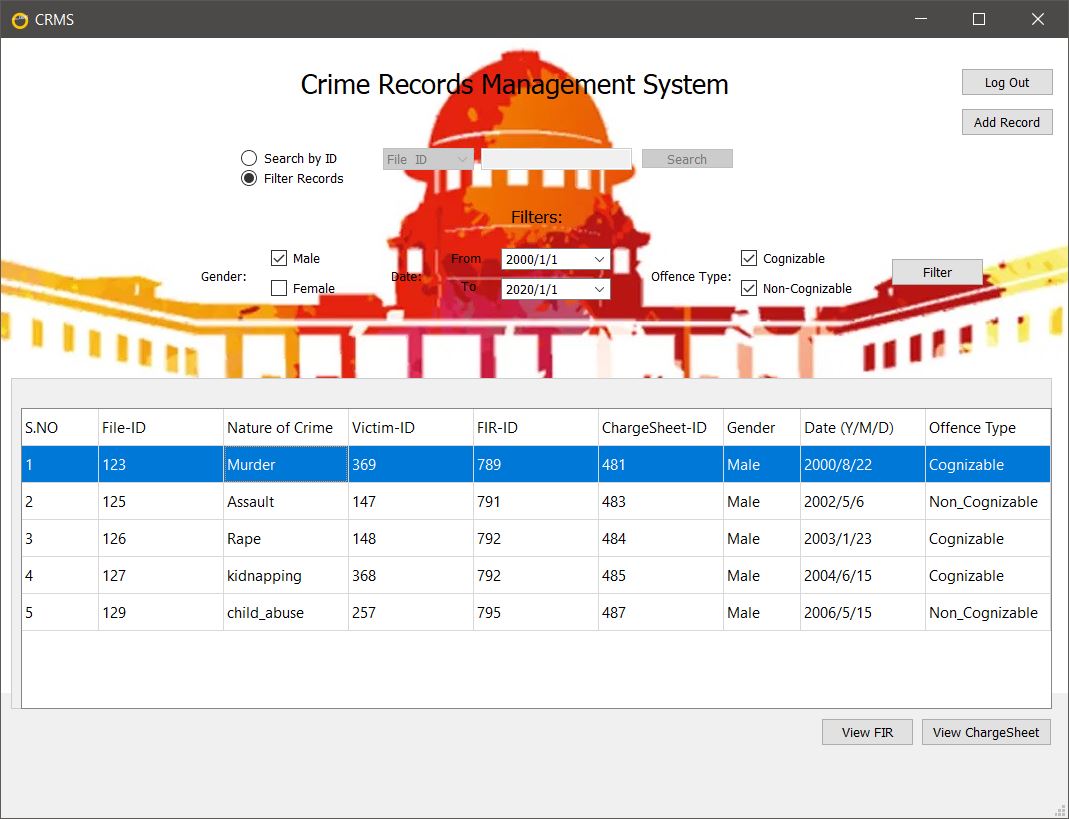 CRMS
Crime Records Management System
Log Out
Add Record
Search by ID
File ID
Search
Filter Records
Filters:
Gender:
Male
Female
Date:
From
2000/1/1
To
2020/1/1
Offence Type:
Cognizable
Non-Cognizable
Filter
S.NO File-ID Nature of Crime Victim-ID FIR-ID ChargeSheet-ID Gender Date (Y/M/D) Offence Type
1 123 Murder 369 789 481 Male 2000/8/22 Cognizable
2 125 Assault 147 791 483 Male 2002/5/6 Non_Cognizable
3 126 Rape 148 792 484 Male 2003/1/23 Cognizable
4 127 kidnapping 368 792 485 Male 2004/6/15 Cognizable
5 129 child_abuse 257 795 487 Male 2006/5/15 Non_Cognizable
View FIR
View ChargeSheet